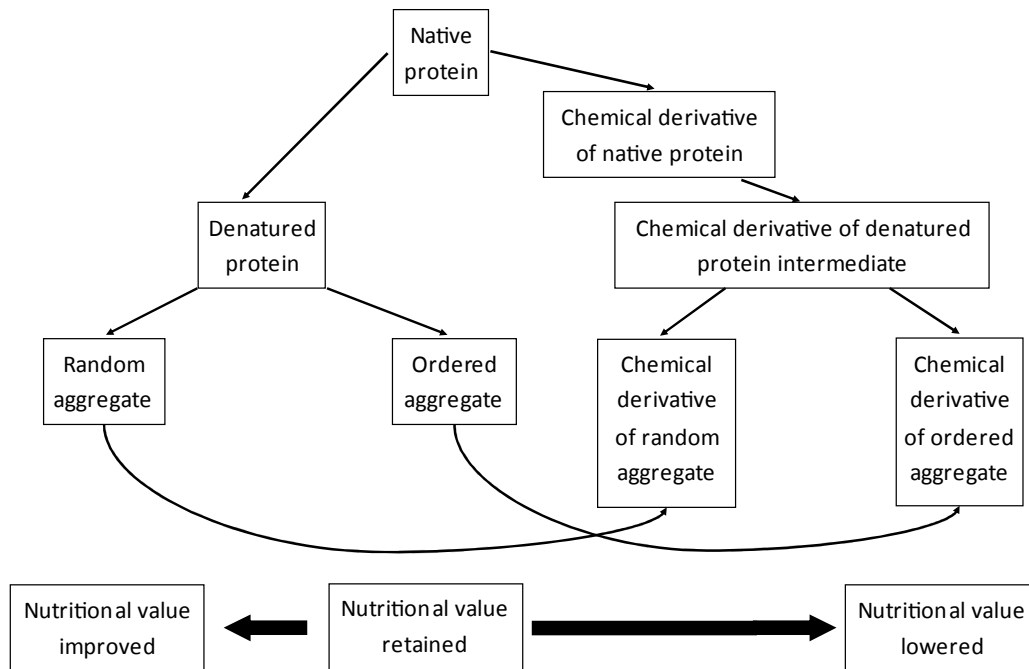 Native
protein
Chemical derivative
of native protein
Denatured
protein
Chemical derivative of denatured
protein intermediate
Random
aggregate
Ordered
aggregate
Chemical
derivative
of random
aggregate
Chemical
derivative
of ordered
aggregate
Nutritional value
improved
Nutritional value
retained
Nutritional value
lowered